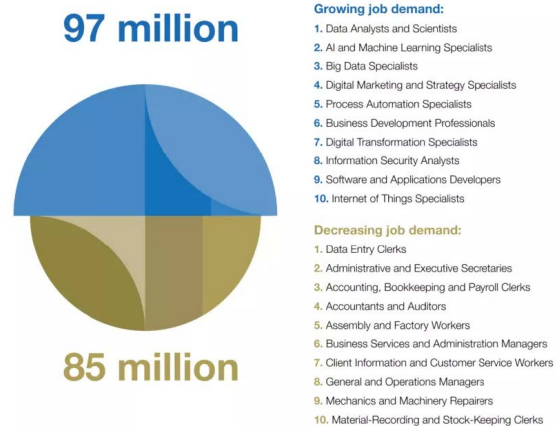 97 million
Growing job demand:
1. Data Analysts and Scientists
2. AI and Machine Learning Specialists
3. Big Data Specialists
4. Digital Marketing and Strategy Specialists
5. Process Automation Specialists
6. Business Development Professionals
7. Digital Transformation Specialists
8. Information Security Analysts
9. Software and Applications Developers
10. Internet of Things Specialists
Decreasing job demand:
1. Data Entry Clerks
2. Administrative and Executive Secretaries
3. Accounting, Bookkeeping and Payroll Clerks
4. Accountants and Auditors
5. Assembly and Factory Workers
6. Business Services and Administration Managers
7. Client Information and Customer Service Workers
8. General and Operations Managers
9. Mechanics and Machinery Repairers
10. Material-Recording and Stock-Keeping Clerks
85 million